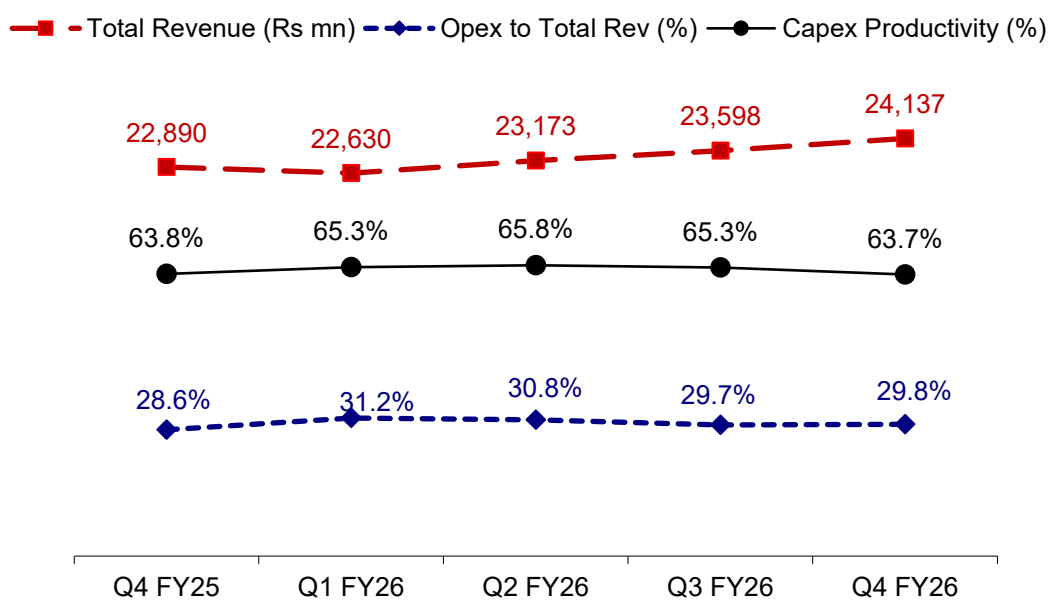 Total Revenue (Rs mn) Opex to Total Rev (%) Capex Productivity (%)
22,890 22,630 23,173 23,598 24,137
63.8% 65.3% 65.8% 65.3% 63.7%
28.6% 31.2% 30.8% 29.7% 29.8%
Q4 FY25 Q1 FY26 Q2 FY26 Q3 FY26 Q4 FY26